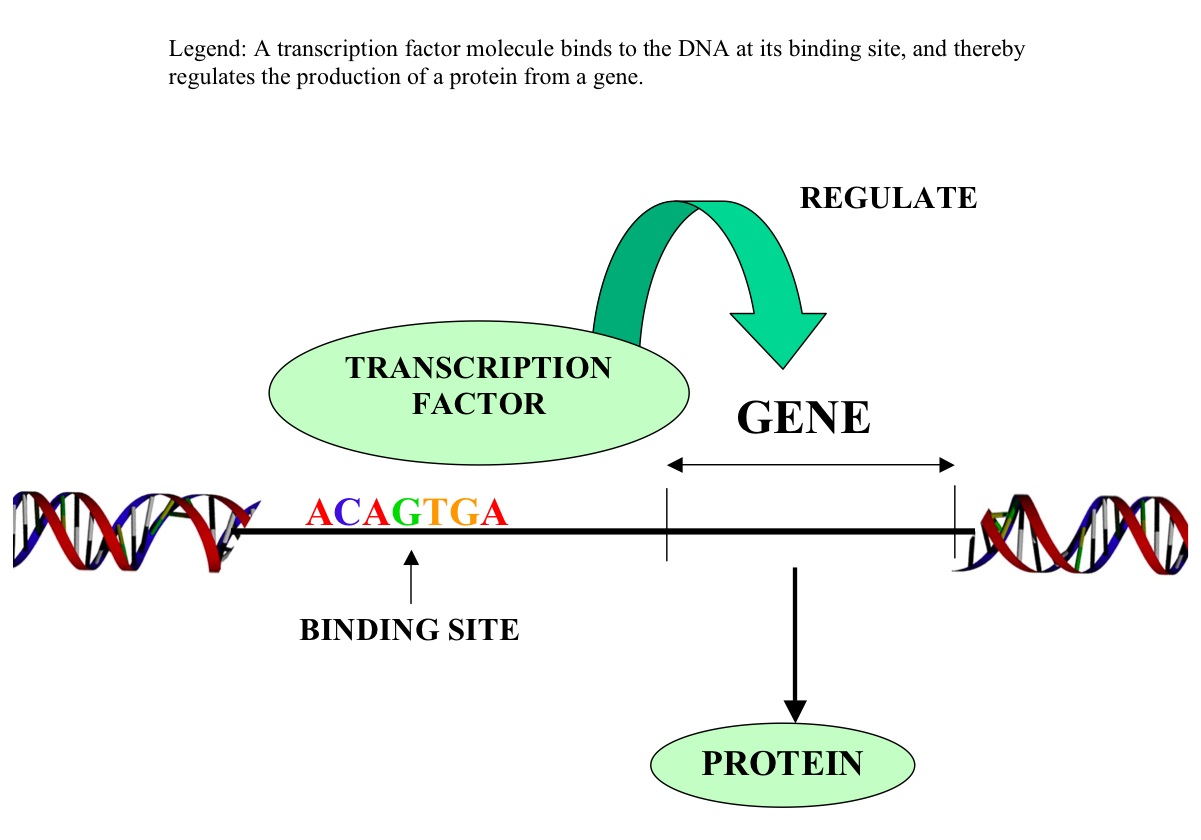 Legend: A transcription factor molecule binds to the DNA at its binding site, and thereby
regulates the production of a protein from a gene.
REGULATE
TRANSCRIPTION
FACTOR
GENE
ACAGTGA
BINDING SITE
PROTEIN